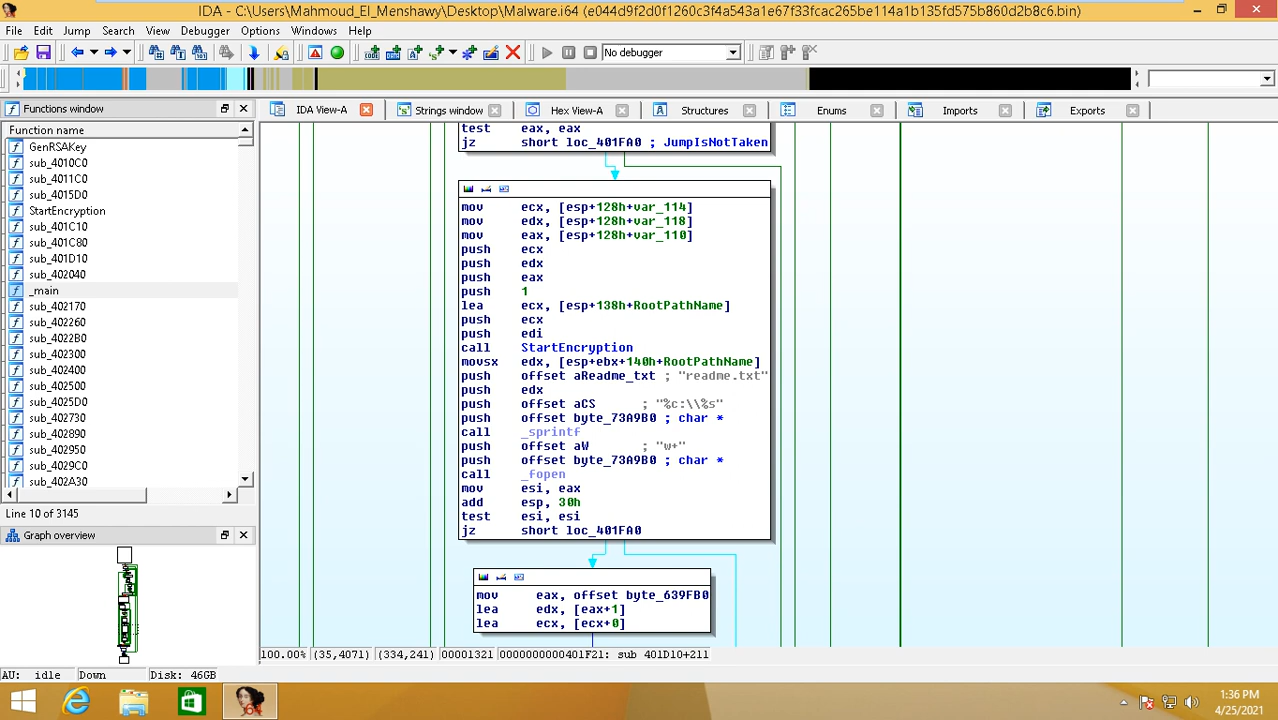 IDA - C:\Users\Mahmoud_El_Menshawy\Desktop\Malware.i64 (e044d9f2d0f1260c3f4a543a1e67f33fcac265be114a1b135fd575b860d2b8c6.bin)
File Edit Jump Search View Debugger Options Windows Help
No debugger
Functions window
IDA View-A
Strings window
Hex View-A
Structures
Enums
Imports
Exports
Function name
GenRSAKey
sub_4010C0
sub_4011C0
sub_4015D0
StartEncryption
sub_401C10
sub_401C80
sub_401D10
sub_402040
_main
sub_402170
sub_402260
sub_4022B0
sub_402300
sub_402400
sub_402500
sub_4025D0
sub_402730
sub_402890
sub_402950
sub_4029C0
sub_402A30
Line 10 of 3145
Graph overview
test eax, eax
jz short loc_401FA0 ; JumpIsNotTaken
mov ecx, [esp+128h+var_114]
mov edx, [esp+128h+var_118]
mov eax, [esp+128h+var_110]
push ecx
push edx
push eax
push 1
lea ecx, [esp+138h+RootPathName]
push ecx
push edi
call StartEncryption
movsx edx, [esp+ebx+140h+RootPathName]
push offset aReadme_txt ; "readme.txt"
push edx
push offset aCS ; "%c:\\%s"
push offset byte_73A9B0 ; char *
call _sprintf
push offset aW ; "w+"
push offset byte_73A9B0 ; char *
call _fopen
mov esi, eax
add esp, 30h
test esi, esi
jz short loc_401FA0
mov eax, offset byte_639FB0
lea edx, [eax+1]
lea ecx, [ecx+0]
100.00% (35,4071) (334,241) 00001321 0000000000401F21: sub 401D10+211
AU: idle Down Disk: 46GB
64
1:36 PM
4/25/2021